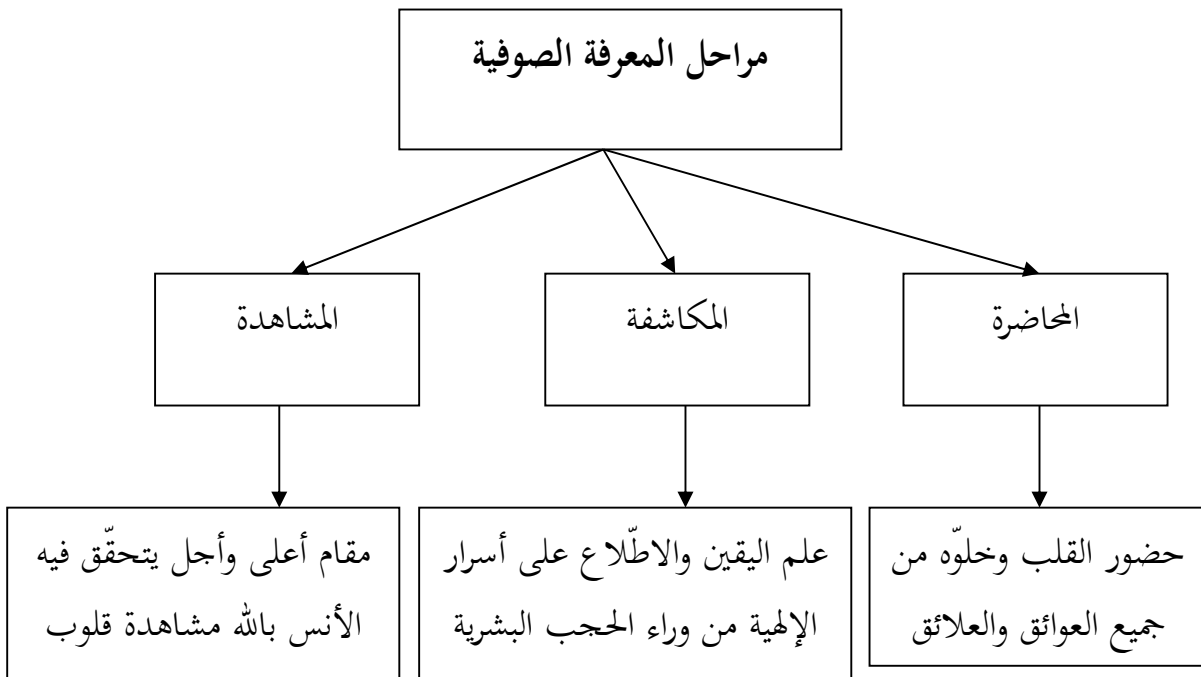 مراحل المعرفة الصوفية
المحاضرة
المكاشفة
المشاهدة
حضور القلب وخلوّه من
جميع العوائق والعلائق
علم اليقين والاطّلاع على أسرار
الإلهية من وراء الحجب البشرية
مقام أعلى وأجل يتحقّق فيه
الأنس بالله مشاهدة قلوب